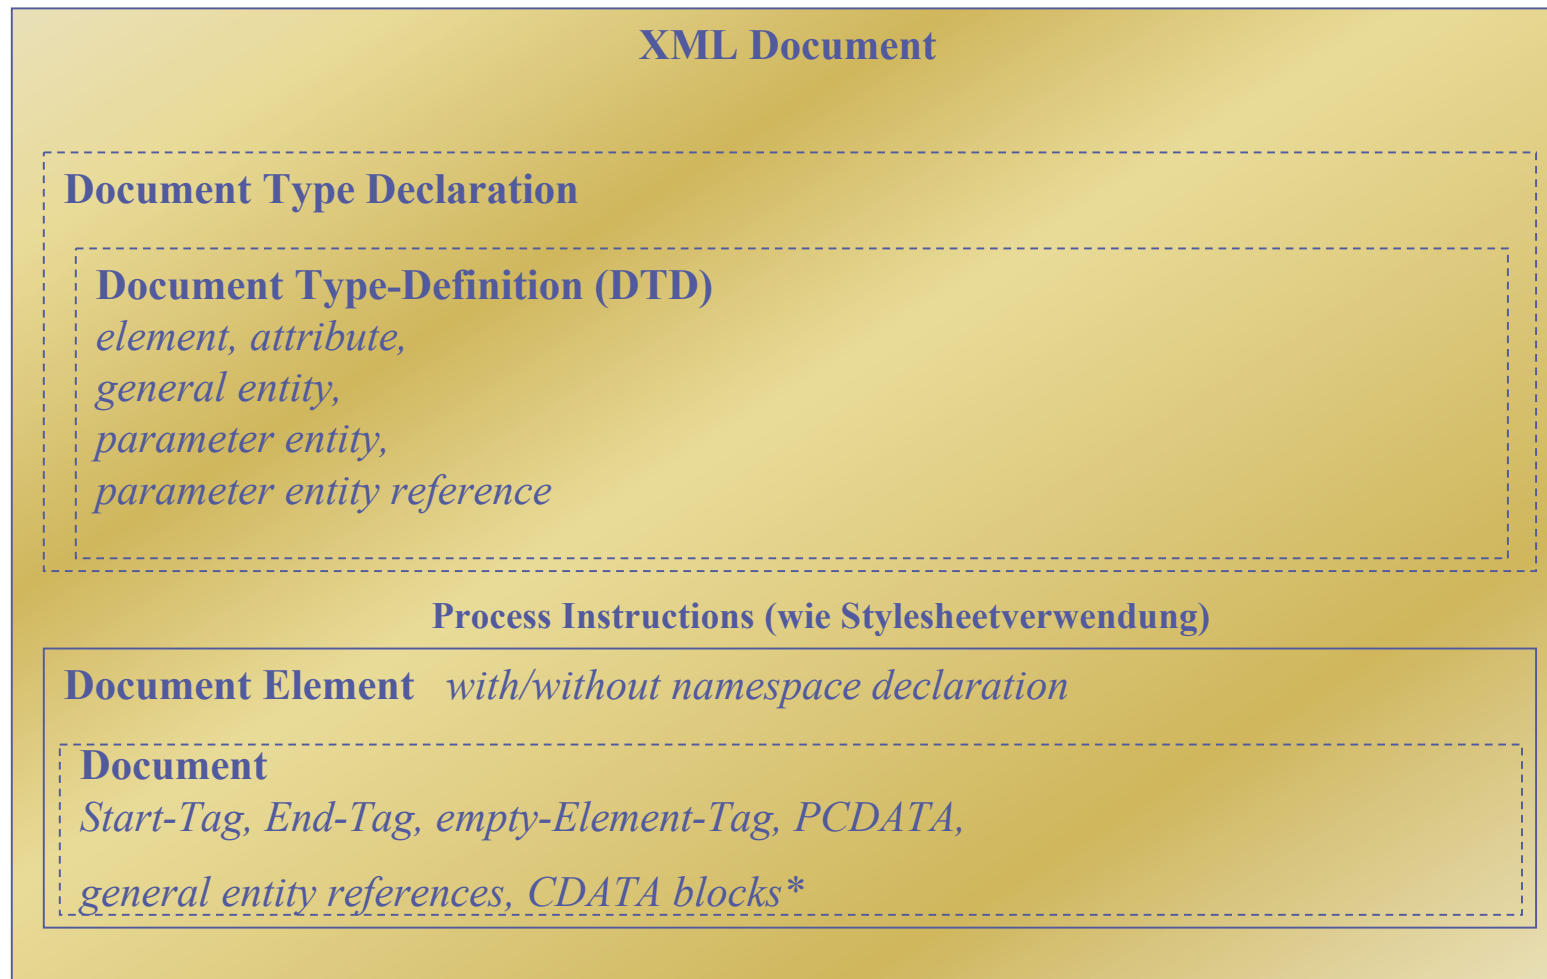 XML Document
Document Type Declaration
Document Type-Definition (DTD)
element, attribute,
general entity,
parameter entity,
parameter entity reference
Process Instructions (wie Stylesheetverwendung)
Document Element with/without namespace declaration
Document
Start-Tag, End-Tag, empty-Element-Tag, PCDATA,
general entity references, CDATA blocks*